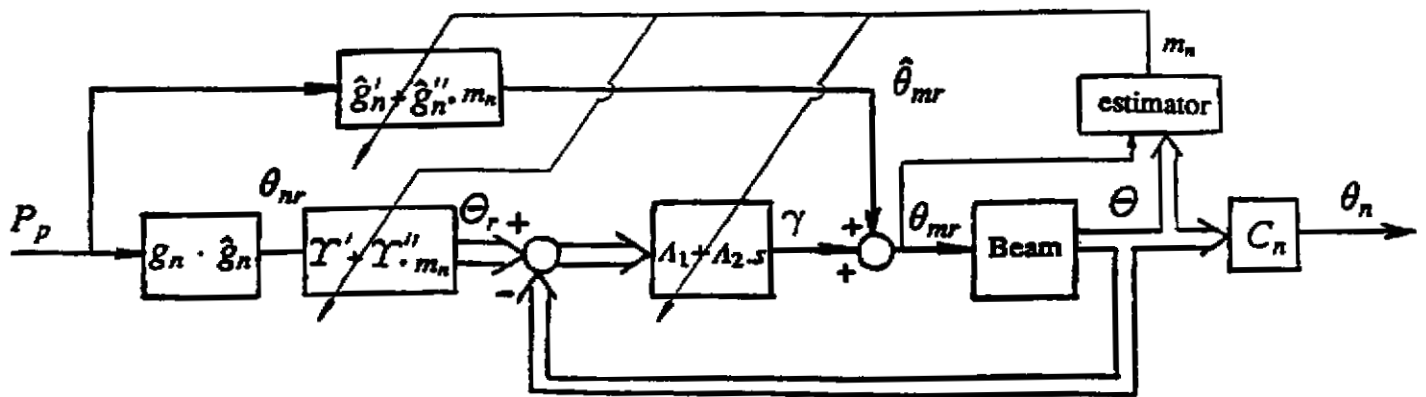 m_n
ĝ'_n + ĝ''_n · m_n
θ̂_mr
estimator
θ_nr
Θ_r
+
γ
+
θ_mr
Θ
θ_n
P_p
g_n · ĝ_n
ϒ' + ϒ'' · m_n
-
Λ_1 + Λ_2 . s
+
Beam
C_n